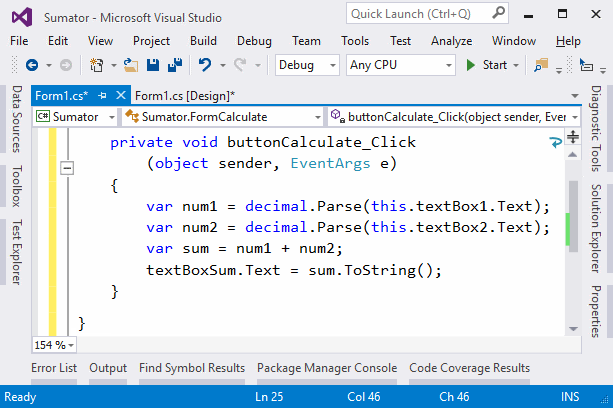 Sumator - Microsoft Visual Studio
Quick Launch (Ctrl+Q)
File Edit View Project Build Debug Team Tools Test Analyze Window Help
Debug Any CPU Start
Form1.cs* Form1.cs [Design]*
C# Sumator Sumator.FormCalculate buttonCalculate_Click(object sender, Even
Data Sources
Toolbox
Test Explorer
private void buttonCalculate_Click
(object sender, EventArgs e)
{
var num1 = decimal.Parse(this.textBox1.Text);
var num2 = decimal.Parse(this.textBox2.Text);
var sum = num1 + num2;
textBoxSum.Text = sum.ToString();
}
}
Diagnostic Tools
Solution Explorer
Properties
154 %
Error List Output Find Symbol Results Package Manager Console Code Coverage Results
Ready Ln 25 Col 46 Ch 46 INS